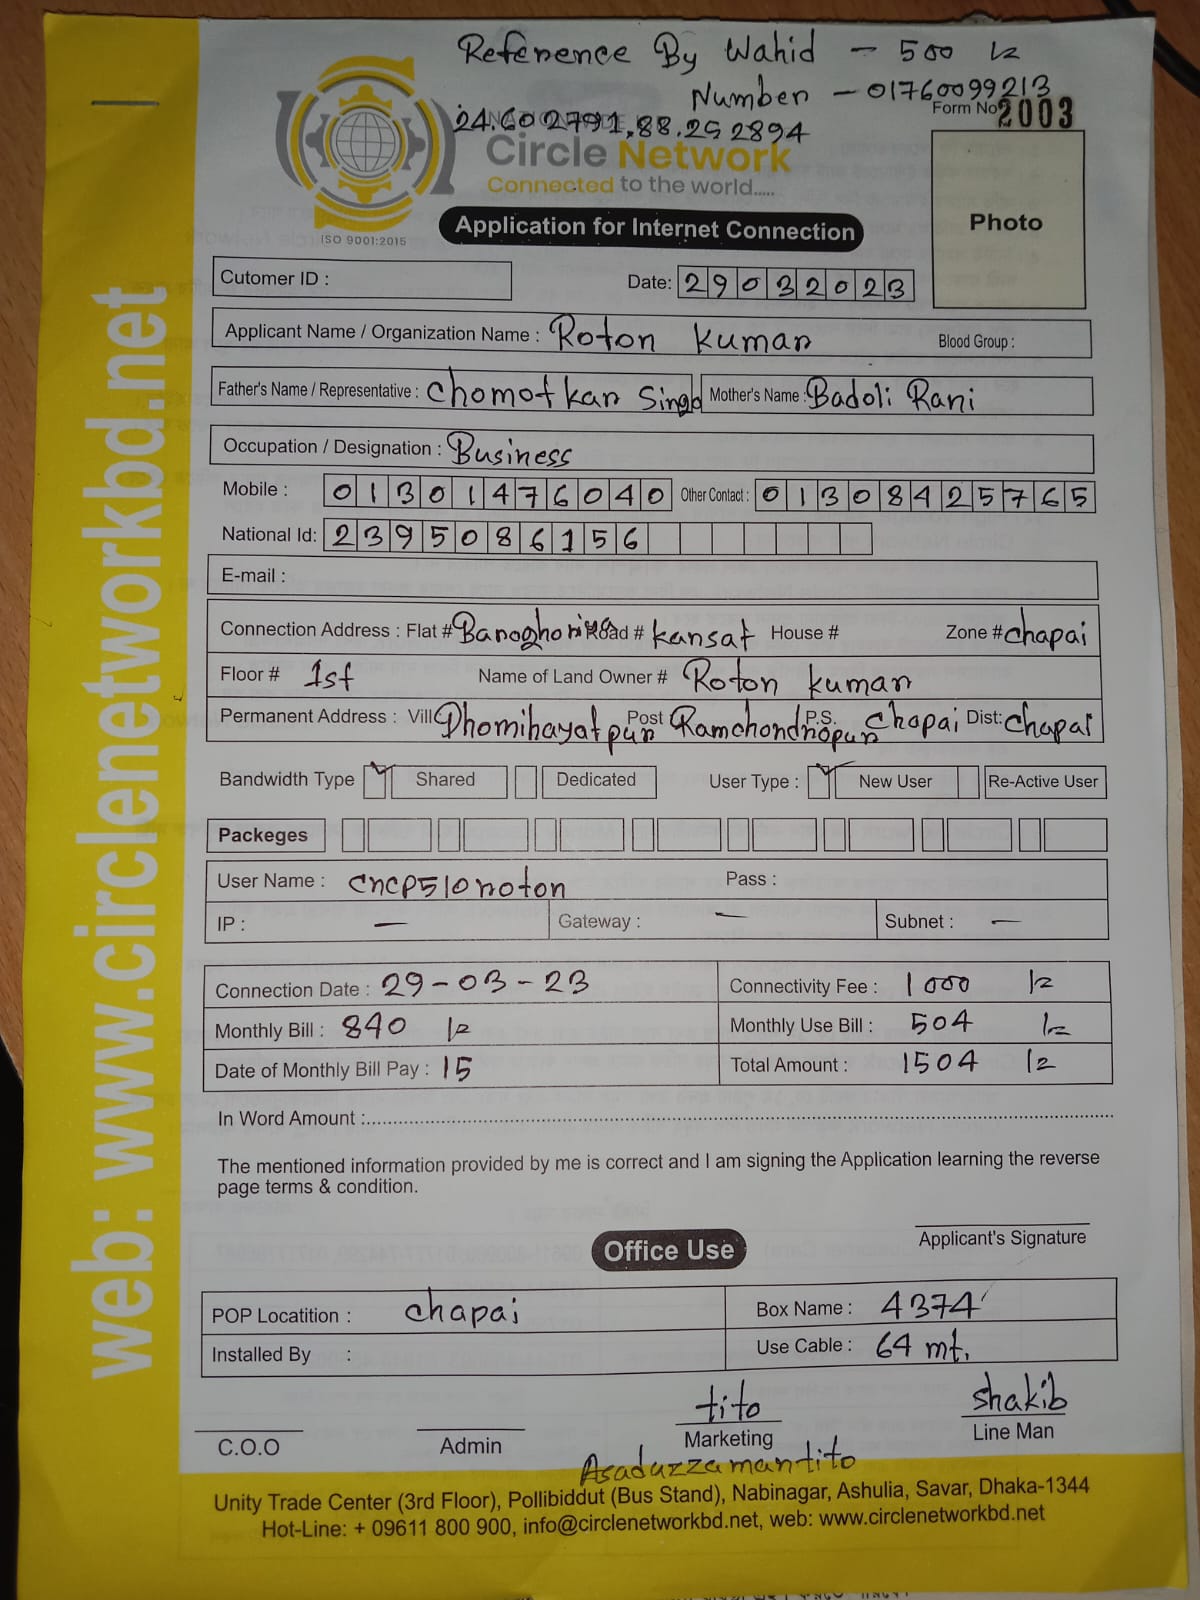 Reference By Wahid - 500 /=
Number - 01760099213
Form No 2003
24.602791,88.252894
Circle Network
Connected to the world.....
ISO 9001:2015
Application for Internet Connection
Photo
Cutomer ID :
Date: 29032023
Applicant Name / Organization Name : Roton Kumar
Blood Group :
Father's Name / Representative : Chomotkar Singh
Mother's Name : Badoli Rani
Occupation / Designation : Business
Mobile : 01301476040 Other Contact : 01308425765
National Id: 2395086156
E-mail :
Connection Address : Flat # Baroghoriya Road # kansat House # Zone # chapai
Floor # 1st Name of Land Owner # Roton kumar
Permanent Address : Vill Dhomihayatpur Post Ramchondropur P.S. Chapai Dist: Chapai
Bandwidth Type Shared Dedicated User Type : New User Re-Active User
Packeges
User Name : cncp510roton Pass :
IP : — Gateway : — Subnet : —
Connection Date : 29-03-23 Connectivity Fee : 1000 /=
Monthly Bill : 840 /= Monthly Use Bill : 504 /=
Date of Monthly Bill Pay : 15 Total Amount : 1504 /=
In Word Amount :
The mentioned information provided by me is correct and I am signing the Application learning the reverse
page terms & condition.
Applicant's Signature
Office Use
POP Locatition : chapai Box Name : 4374
Installed By : Use Cable : 64 mt.
tito shakib
C.O.O Admin Marketing Line Man
Asaduzzaman tito
Unity Trade Center (3rd Floor), Pollibiddut (Bus Stand), Nabinagar, Ashulia, Savar, Dhaka-1344
Hot-Line: + 09611 800 900, info@circlenetworkbd.net, web: www.circlenetworkbd.net
web: www.circlenetworkbd.net